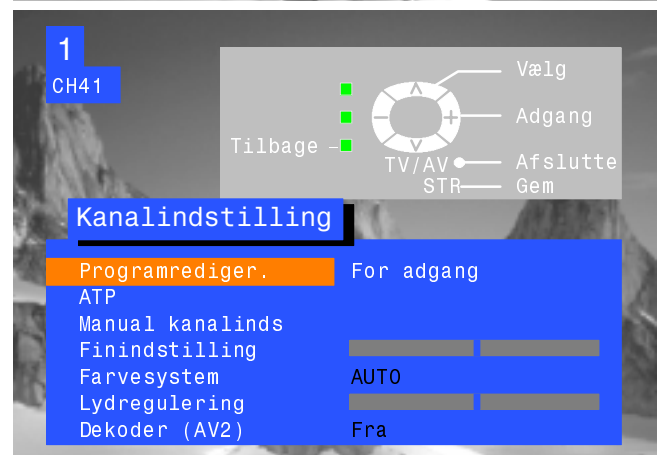 1
CH41
Vælg
Adgang
Tilbage
TV/AV
Afslutte
STR
Gem
Kanalindstilling
Programrediger. For adgang
ATP
Manual kanalinds
Finindstilling
Farvesystem AUTO
Lydregulering
Dekoder (AV2) Fra